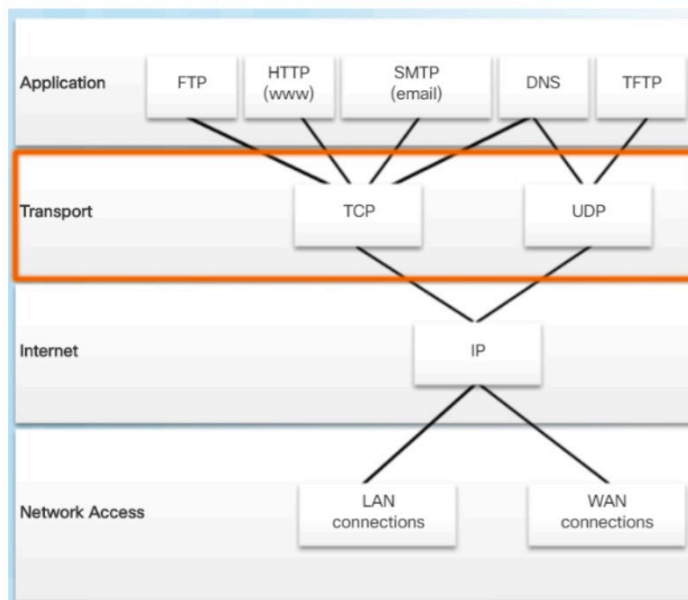 Application
FTP
HTTP
(www)
SMTP
(email)
DNS
TFTP
Transport
TCP
UDP
Internet
IP
Network Access
LAN
connections
WAN
connections